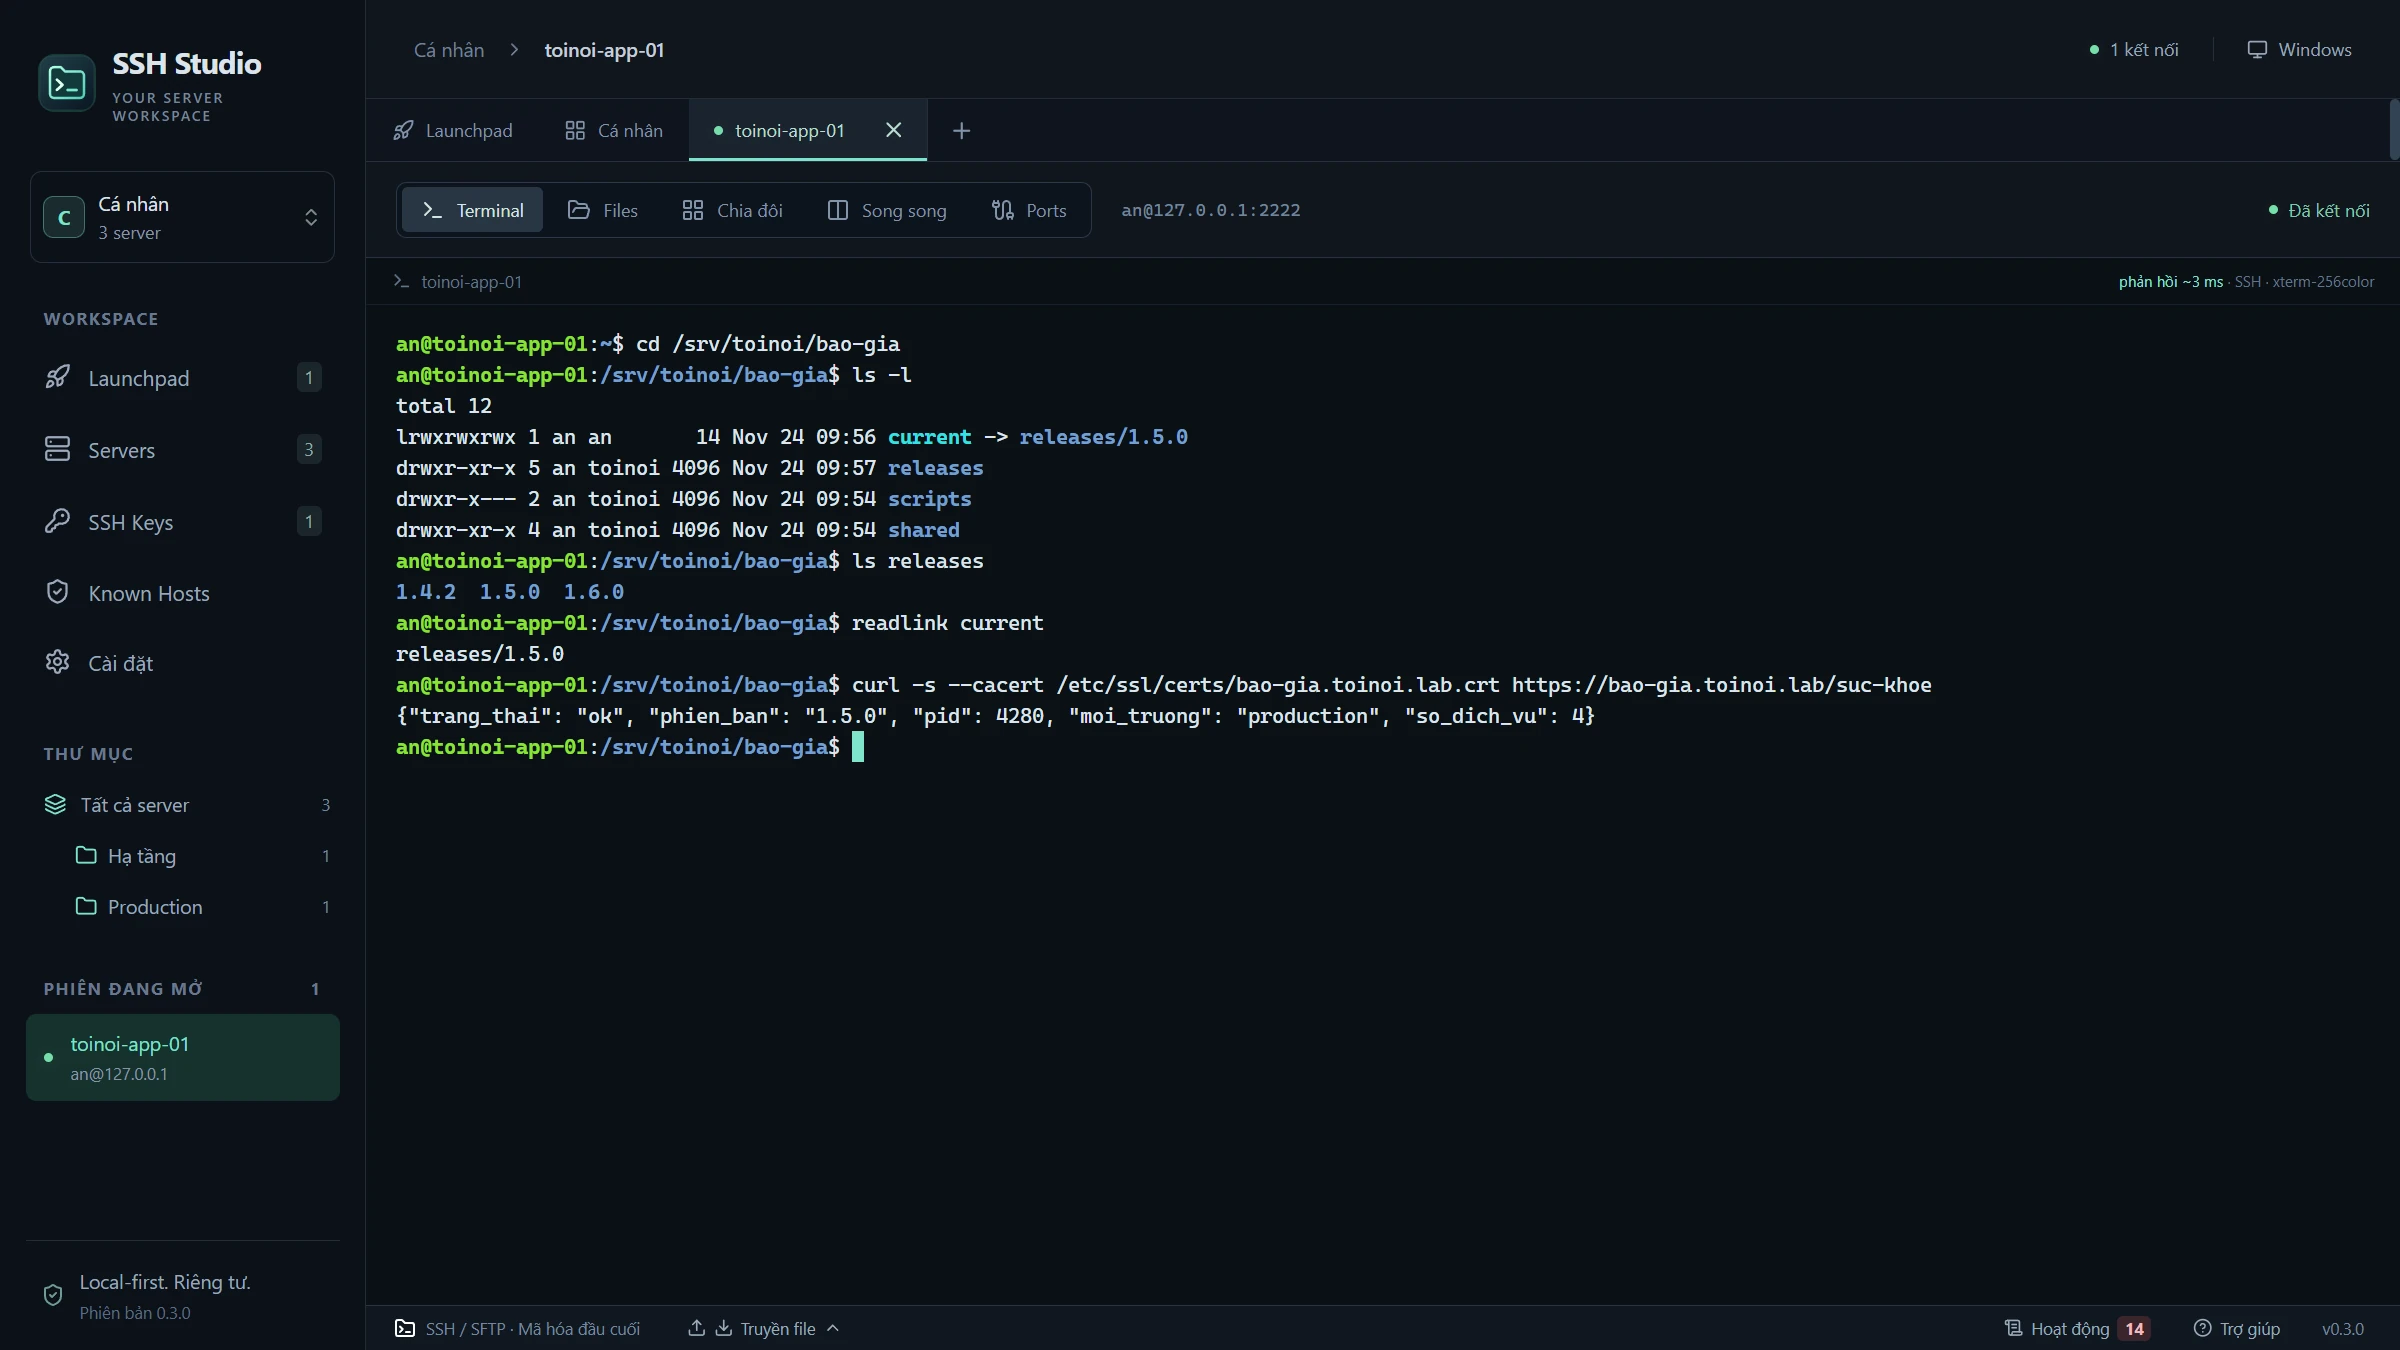 SSH Studio
YOUR SERVER
WORKSPACE
C
Cá nhân
3 server
WORKSPACE
Launchpad 1
Servers 3
SSH Keys 1
Known Hosts
Cài đặt
THƯ MỤC
Tất cả server 3
Hạ tầng 1
Production 1
PHIÊN ĐANG MỞ 1
toinoi-app-01
an@127.0.0.1
Local-first. Riêng tư.
Phiên bản 0.3.0
Cá nhân > toinoi-app-01
1 kết nối
Windows
Launchpad
Cá nhân
toinoi-app-01
Terminal
Files
Chia đôi
Song song
Ports
an@127.0.0.1:2222
Đã kết nối
toinoi-app-01
phản hồi ~3 ms · SSH · xterm-256color
an@toinoi-app-01:~$ cd /srv/toinoi/bao-gia
an@toinoi-app-01:/srv/toinoi/bao-gia$ ls -l
total 12
lrwxrwxrwx 1 an an       14 Nov 24 09:56 current -> releases/1.5.0
drwxr-xr-x 5 an toinoi 4096 Nov 24 09:57 releases
drwxr-x--- 2 an toinoi 4096 Nov 24 09:54 scripts
drwxr-xr-x 4 an toinoi 4096 Nov 24 09:54 shared
an@toinoi-app-01:/srv/toinoi/bao-gia$ ls releases
1.4.2  1.5.0  1.6.0
an@toinoi-app-01:/srv/toinoi/bao-gia$ readlink current
releases/1.5.0
an@toinoi-app-01:/srv/toinoi/bao-gia$ curl -s --cacert /etc/ssl/certs/bao-gia.toinoi.lab.crt https://bao-gia.toinoi.lab/suc-khoe
{"trang_thai": "ok", "phien_ban": "1.5.0", "pid": 4280, "moi_truong": "production", "so_dich_vu": 4}
an@toinoi-app-01:/srv/toinoi/bao-gia$
SSH / SFTP · Mã hóa đầu cuối
Truyền file
Hoạt động 14
Trợ giúp
v0.3.0